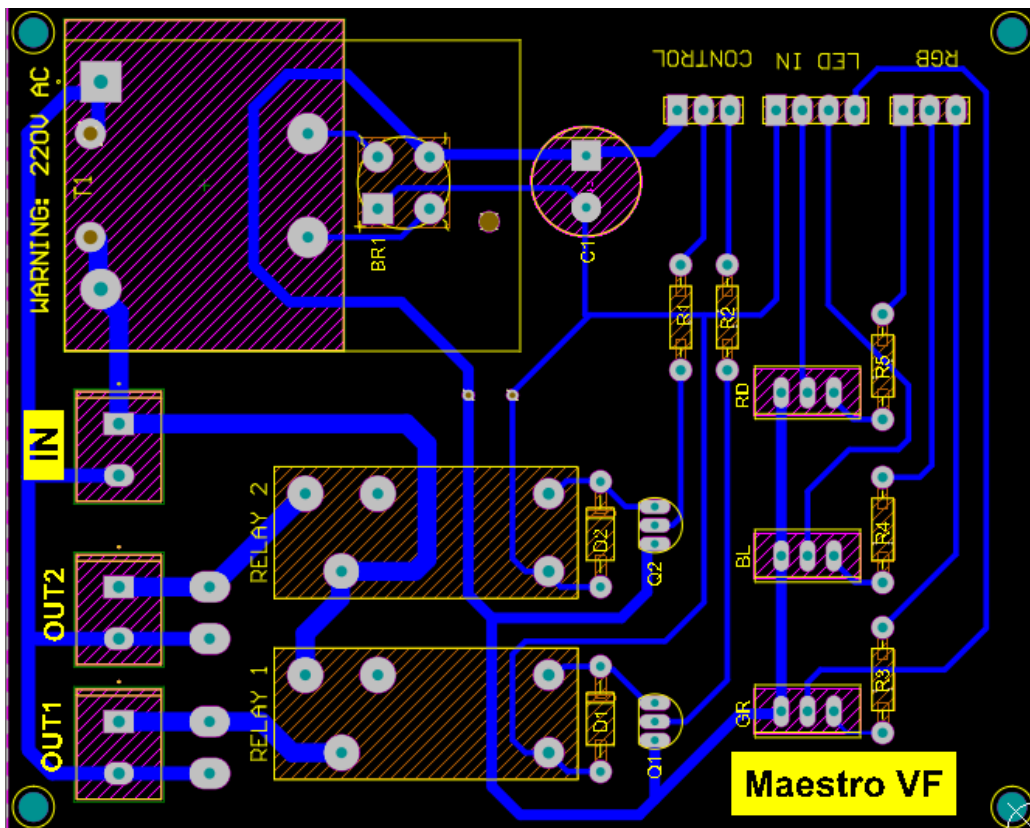 CONTROL
LED IN
RGB
WARNING: 220V AC
T1
BR1
C1
R1
R2
R5
RD
IN
RELAY 2
D2
Q2
BL
R4
OUT2
RELAY 1
D1
Q1
GR
R3
OUT1
Maestro VF